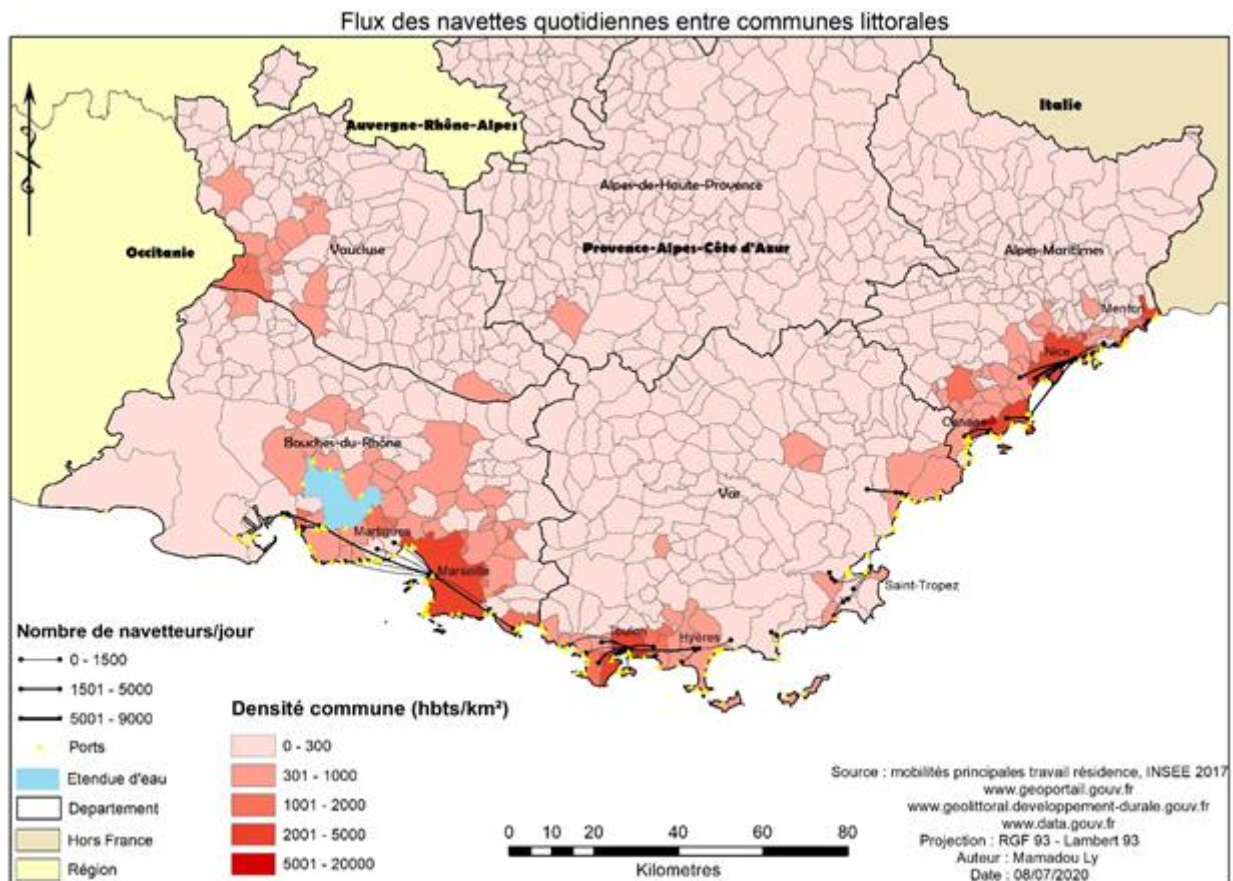 Flux des navettes quotidiennes entre communes littorales
Italie
Auvergne-Rhône-Alpes
Alpes-de-Haute-Provence
Occitanie
Vaucluse
Provence-Alpes-Côte d'Azur
Alpes-Maritimes
Menton
Nice
Cannes
Bouches-du-Rhône
Var
Martigues
Marseille
Saint-Tropez
Toulon
Hyères
Nombre de navetteurs/jour
0 - 1500
1501 - 5000
5001 - 9000
Ports
Etendue d'eau
Departement
Hors France
Région
Densité commune (hbts/km²)
0 - 300
301 - 1000
1001 - 2000
2001 - 5000
5001 - 20000
0 10 20 40 60 80
Kilometres
Source : mobilités principales travail résidence, INSEE 2017
www.geoportail.gouv.fr
www.geolittoral.developpement-durale.gouv.fr
www.data.gouv.fr
Projection : RGF 93 - Lambert 93
Auteur : Mamadou Ly
Date : 08/07/2020